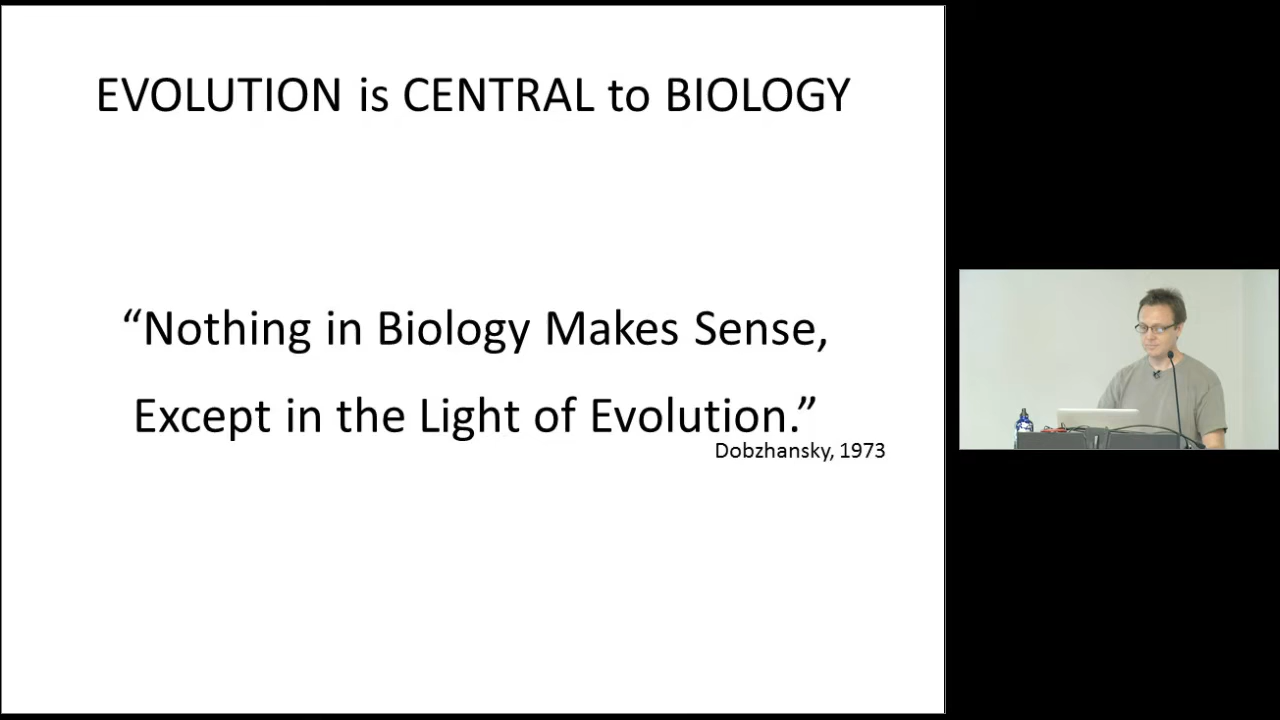 EVOLUTION is CENTRAL to BIOLOGY
“Nothing in Biology Makes Sense,
Except in the Light of Evolution.”
Dobzhansky, 1973